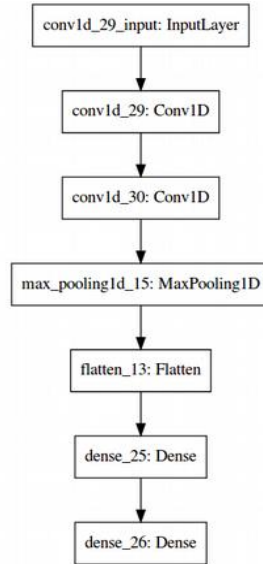 conv1d_29_input: InputLayer
conv1d_29: Conv1D
conv1d_30: Conv1D
max_pooling1d_15: MaxPooling1D
flatten_13: Flatten
dense_25: Dense
dense_26: Dense